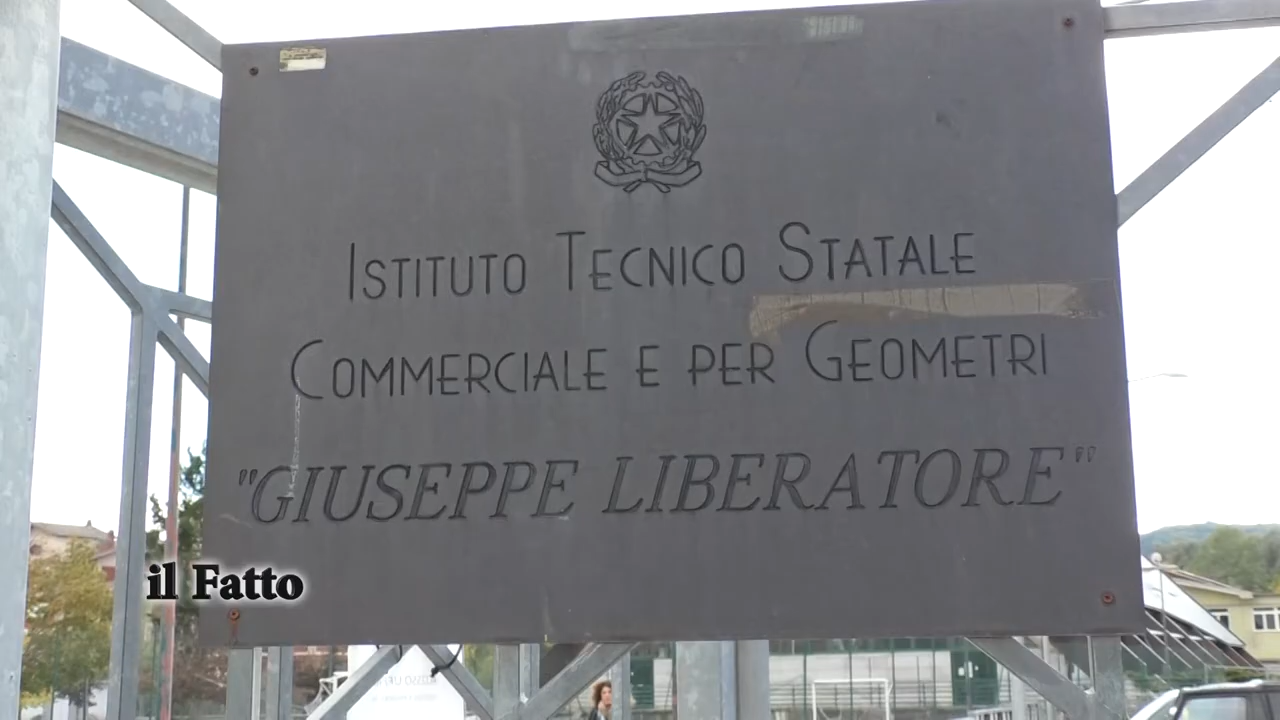 Istituto Tecnico Statale
Commerciale e per Geometri
"GIUSEPPE LIBERATORE"
il Fatto